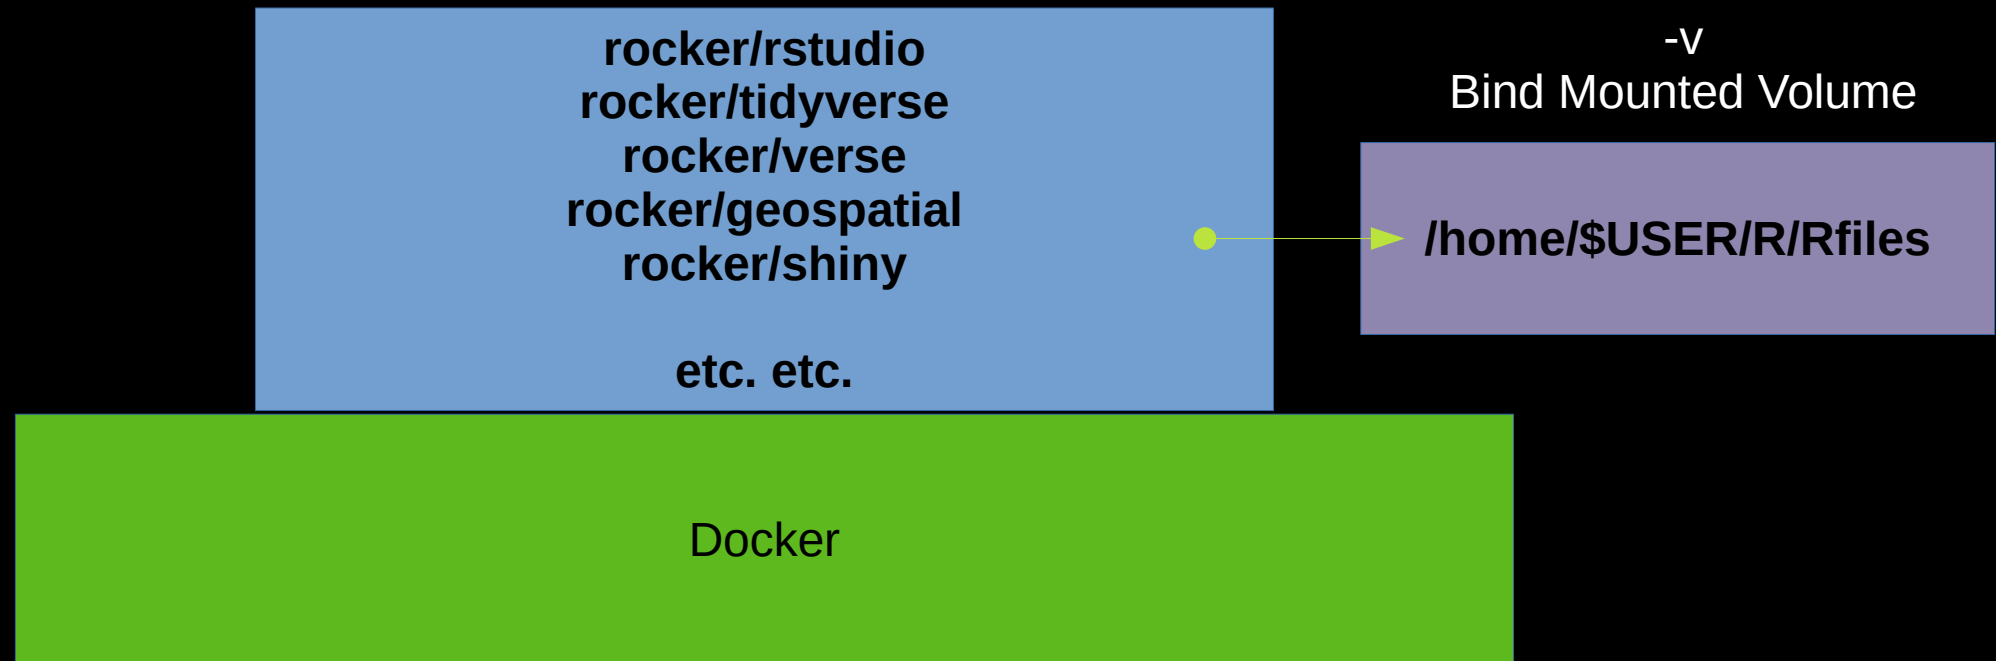 rocker/rstudio
rocker/tidyverse
rocker/verse
rocker/geospatial
rocker/shiny
etc. etc.
-v
Bind Mounted Volume
/home/$USER/R/Rfiles
Docker